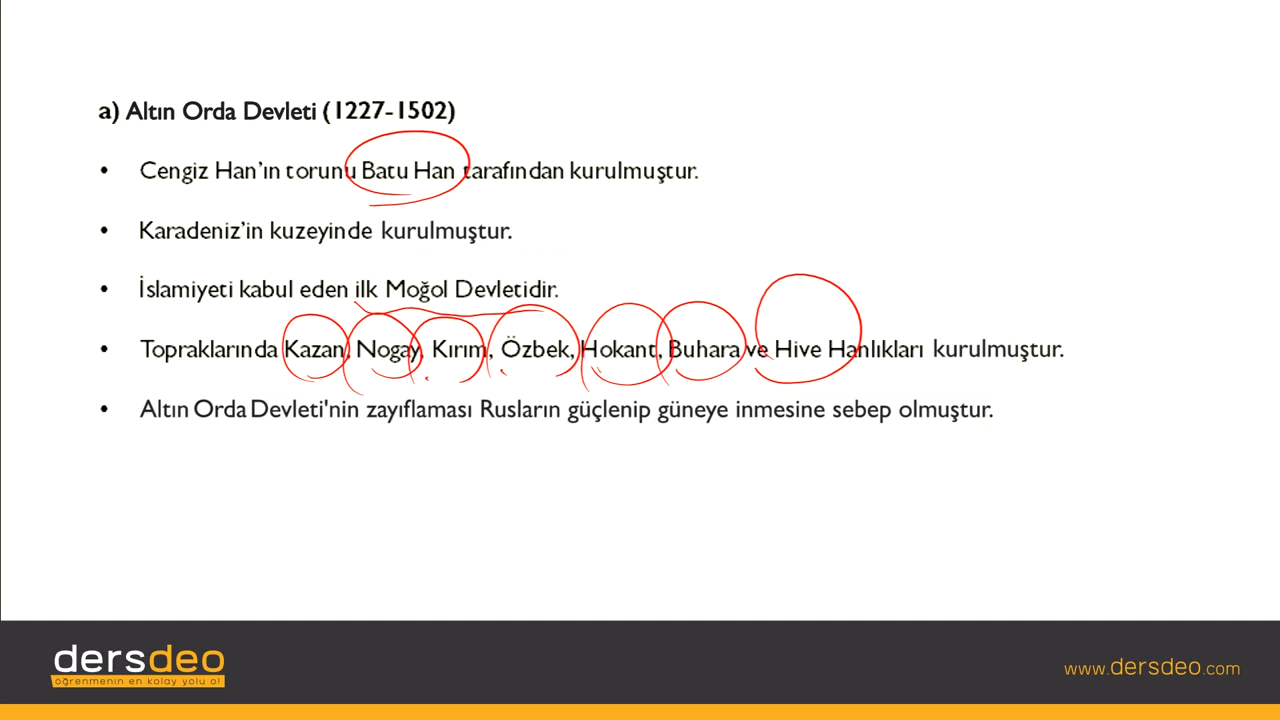 a) Altın Orda Devleti (1227-1502)
• Cengiz Han'ın torunu Batu Han tarafından kurulmuştur.
• Karadeniz'in kuzeyinde kurulmuştur.
• İslamiyeti kabul eden ilk Moğol Devletidir.
• Topraklarında Kazan, Nogay, Kırım, Özbek, Hokant, Buhara ve Hive Hanlıkları kurulmuştur.
• Altın Orda Devleti'nin zayıflaması Rusların güçlenip güneye inmesine sebep olmuştur.
dersdeo
öğrenmenin en kolay yolu o!
www.dersdeo.com